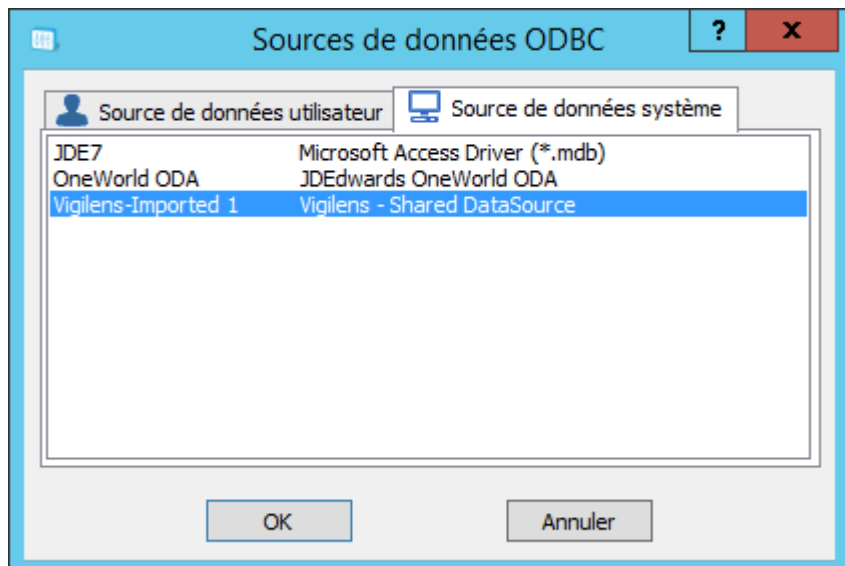 Sources de données ODBC
? x
Source de données utilisateur Source de données système
JDE7 Microsoft Access Driver (*.mdb)
OneWorld ODA JDEdwards OneWorld ODA
Vigilens-Imported 1 Vigilens - Shared DataSource
OK Annuler